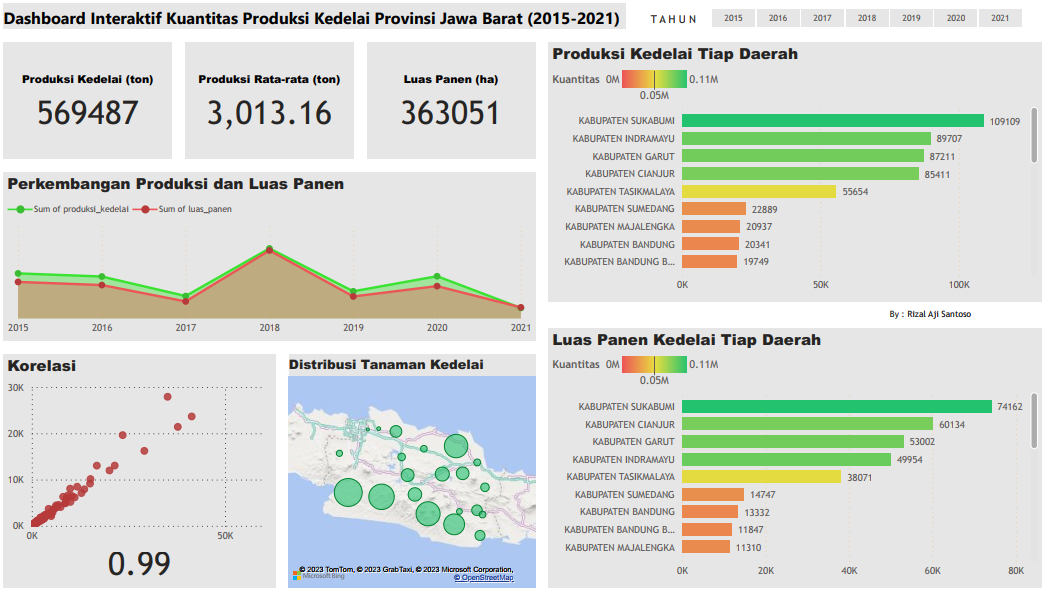 Dashboard Interaktif Kuantitas Produksi Kedelai Provinsi Jawa Barat (2015-2021)
TAHUN
2015 2016 2017 2018 2019 2020 2021
Produksi Kedelai (ton)
569487
Produksi Rata-rata (ton)
3,013.16
Luas Panen (ha)
363051
Perkembangan Produksi dan Luas Panen
Sum of produksi_kedelai Sum of luas_panen
2015 2016 2017 2018 2019 2020 2021
Korelasi
30K
20K
10K
0K
0K 50K
0.99
Distribusi Tanaman Kedelai
© 2023 TomTom, © 2023 GrabTaxi, © 2023 Microsoft Corporation,
Microsoft Bing © OpenStreetMap
Produksi Kedelai Tiap Daerah
Kuantitas 0M 0.11M
0.05M
KABUPATEN SUKABUMI 109109
KABUPATEN INDRAMAYU 89707
KABUPATEN GARUT 87211
KABUPATEN CIANJUR 85411
KABUPATEN TASIKMALAYA 55654
KABUPATEN SUMEDANG 22889
KABUPATEN MAJALENGKA 20937
KABUPATEN BANDUNG 20341
KABUPATEN BANDUNG B... 19749
0K 50K 100K
By : Rizal Aji Santoso
Luas Panen Kedelai Tiap Daerah
Kuantitas 0M 0.11M
0.05M
KABUPATEN SUKABUMI 74162
KABUPATEN CIANJUR 60134
KABUPATEN GARUT 53002
KABUPATEN INDRAMAYU 49954
KABUPATEN TASIKMALAYA 38071
KABUPATEN SUMEDANG 14747
KABUPATEN BANDUNG 13332
KABUPATEN BANDUNG B... 11847
KABUPATEN MAJALENGKA 11310
0K 20K 40K 60K 80K